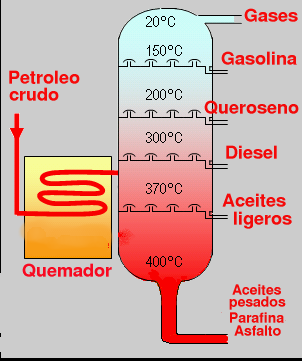 20°C
Gases
150°C
Gasolina
Petroleo
crudo
200°C
Queroseno
300°C
Diesel
370°C
Aceites
ligeros
Quemador
400°C
Aceites
pesados
Parafina
Asfalto